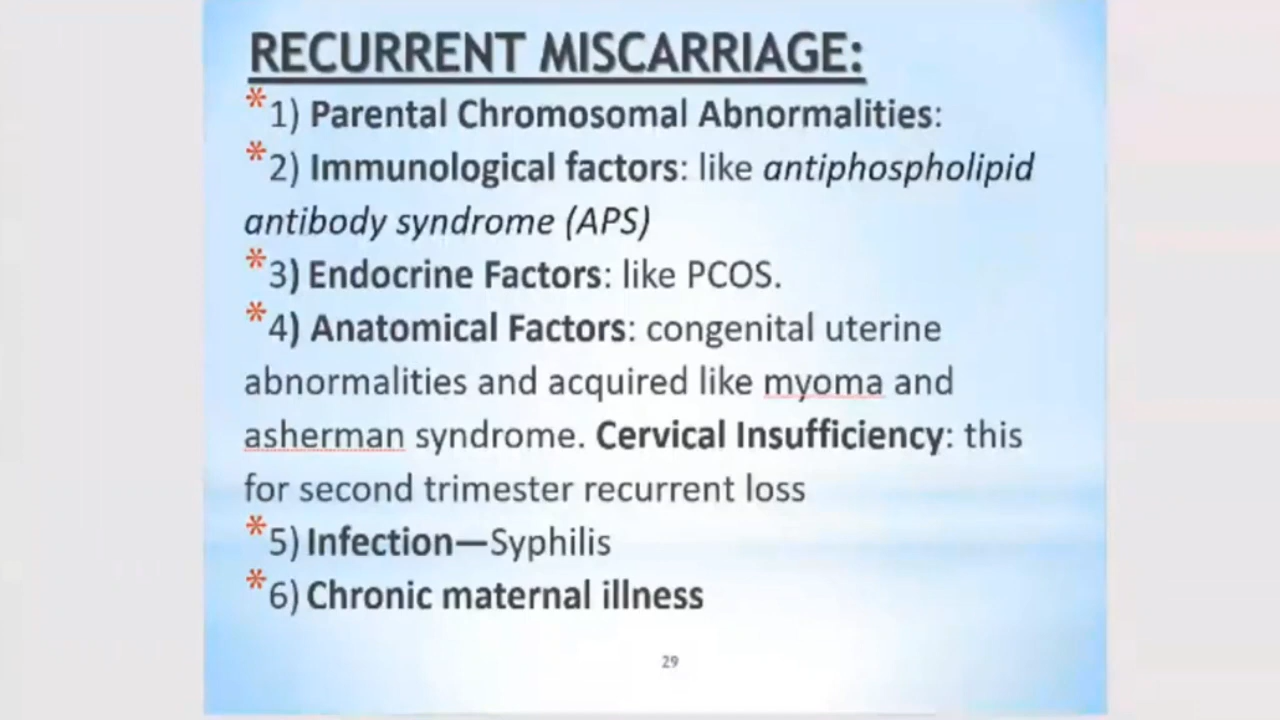 RECURRENT MISCARRIAGE:
*1) Parental Chromosomal Abnormalities:
*2) Immunological factors: like antiphospholipid
antibody syndrome (APS)
*3) Endocrine Factors: like PCOS.
*4) Anatomical Factors: congenital uterine
abnormalities and acquired like myoma and
asherman syndrome. Cervical Insufficiency: this
for second trimester recurrent loss
*5) Infection—Syphilis
*6) Chronic maternal illness
29